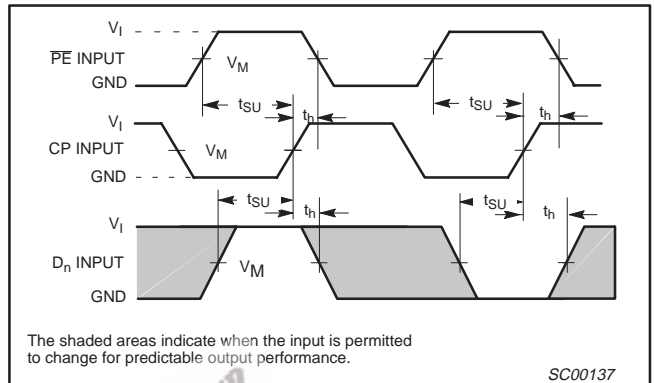 V_I
PE INPUT
V_M
GND
t_SU
t_h
t_SU
t_h
V_I
CP INPUT
V_M
GND
t_SU
t_h
t_SU
t_h
V_I
D_n INPUT
V_M
GND
The shaded areas indicate when the input is permitted
to change for predictable output performance.
SC00137